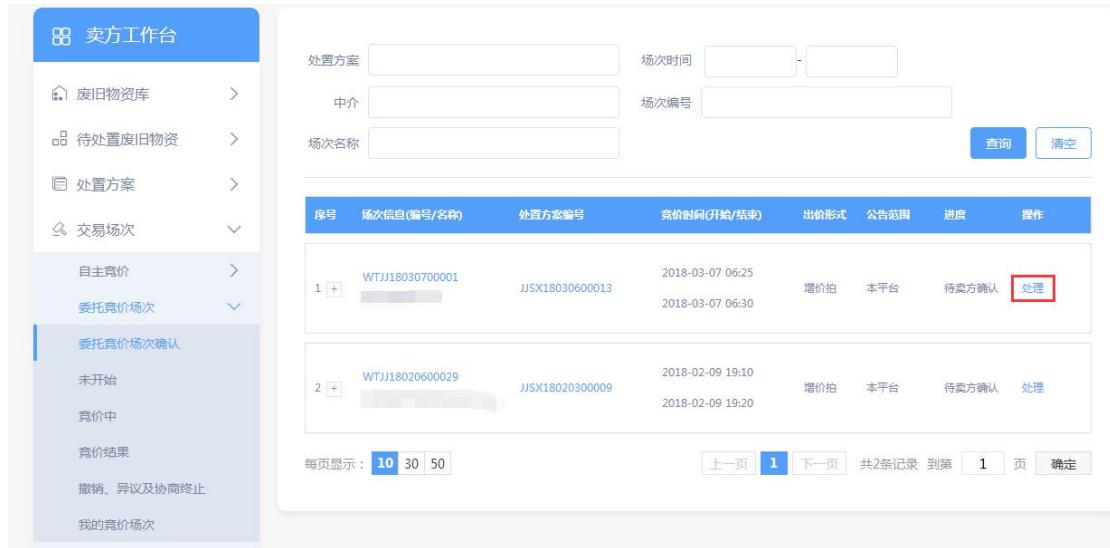 卖方工作台
废旧物资库
待处置废旧物资
处置方案
交易场次
自主竞价
委托竞价场次
委托竞价场次确认
未开始
竞价中
竞价结果
撤销、异议及协商终止
我的竞价场次
处置方案 场次时间 -
中介 场次编号
场次名称 查询 清空
序号 场次信息(编号/名称) 处置方案编号 竞价时间(开始/结束) 出价形式 公告范围 进度 操作
1 + WTJJ18030700001 JJSX18030600013 2018-03-07 06:25 增价拍 本平台 待卖方确认 处理
2018-03-07 06:30
2 + WTJJ18020600029 JJSX18020300009 2018-02-09 19:10 增价拍 本平台 待卖方确认 处理
2018-02-09 19:20
每页显示: 10 30 50 上一页 1 下一页 共2条记录 到第 1 页 确定